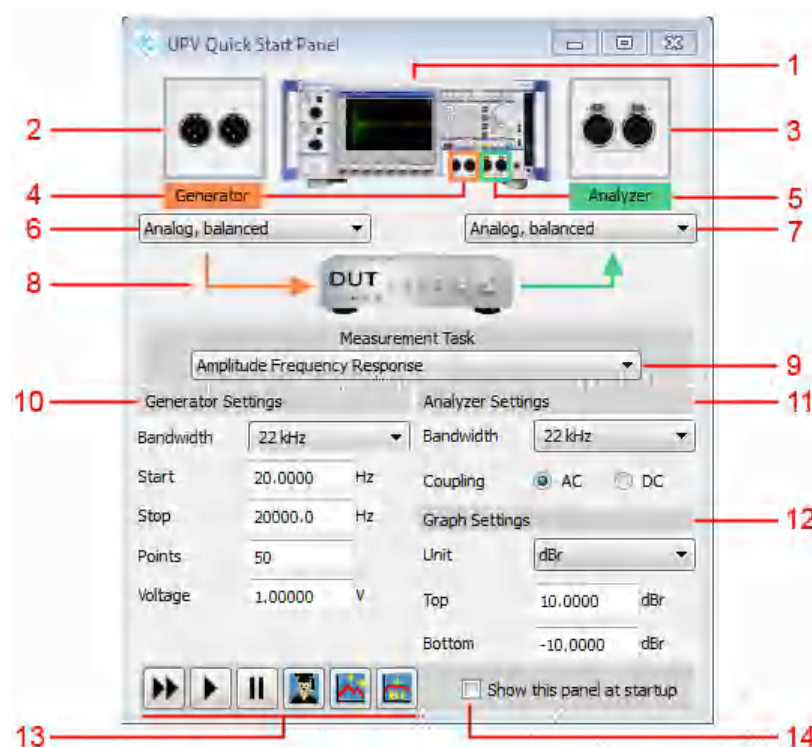 UPV Quick Start Panel
1
2
3
4
Generator
Analyzer
5
6
Analog, balanced
Analog, balanced
7
8
DUT
Measurement Task
Amplitude Frequency Response
9
10
Generator Settings
Analyzer Settings
11
Bandwidth
22 kHz
Bandwidth
22 kHz
Start
20.0000
Hz
Coupling
AC
DC
Stop
20000.0
Hz
Graph Settings
12
Points
50
Unit
dBr
Voltage
1.00000
V
Top
10.0000
dBr
Bottom
-10.0000
dBr
Show this panel at startup
13
14